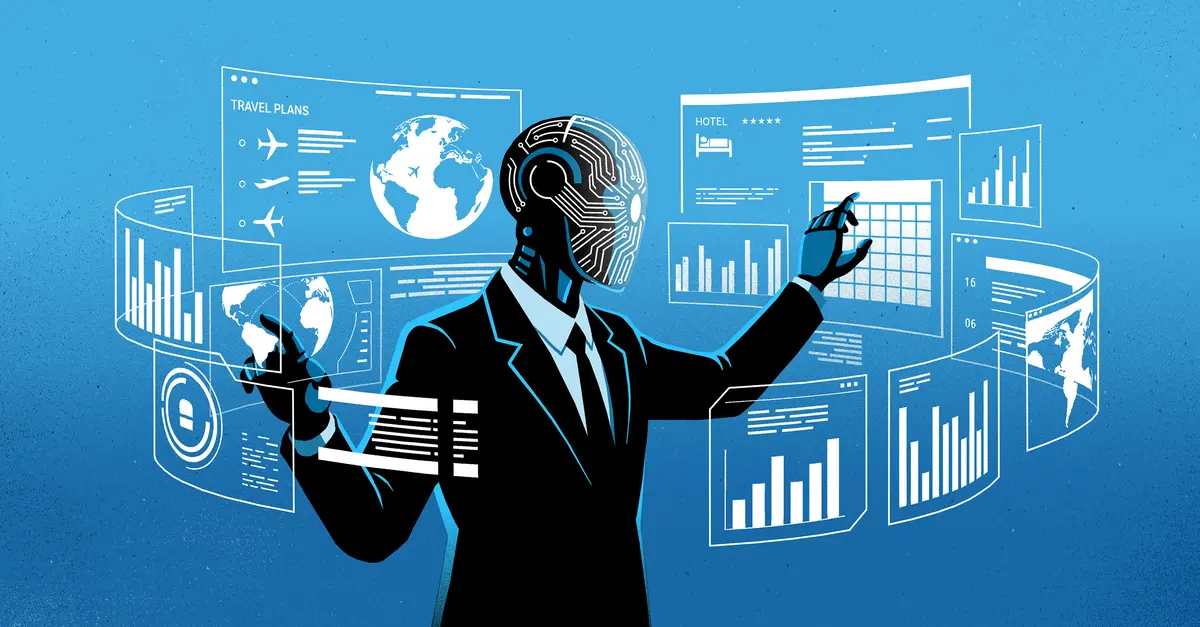 TRAVEL PLANS
HOTEL ★★★★★
16
06